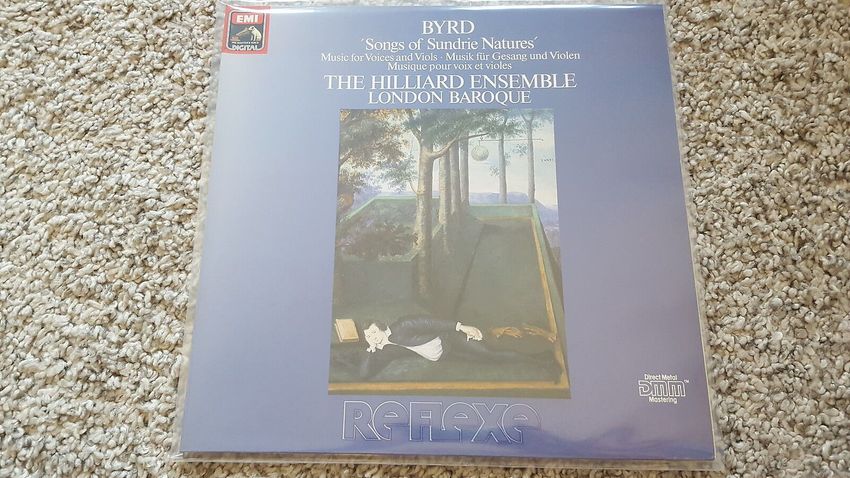 EMI
DIGITAL
BYRD
'Songs of Sundrie Natures'
Music for Voices and Viols · Musik für Gesang und Violen
Musique pour voix et violes
THE HILLIARD ENSEMBLE
LONDON BAROQUE
Direct Metal
DMM™
Mastering
REFLEXE